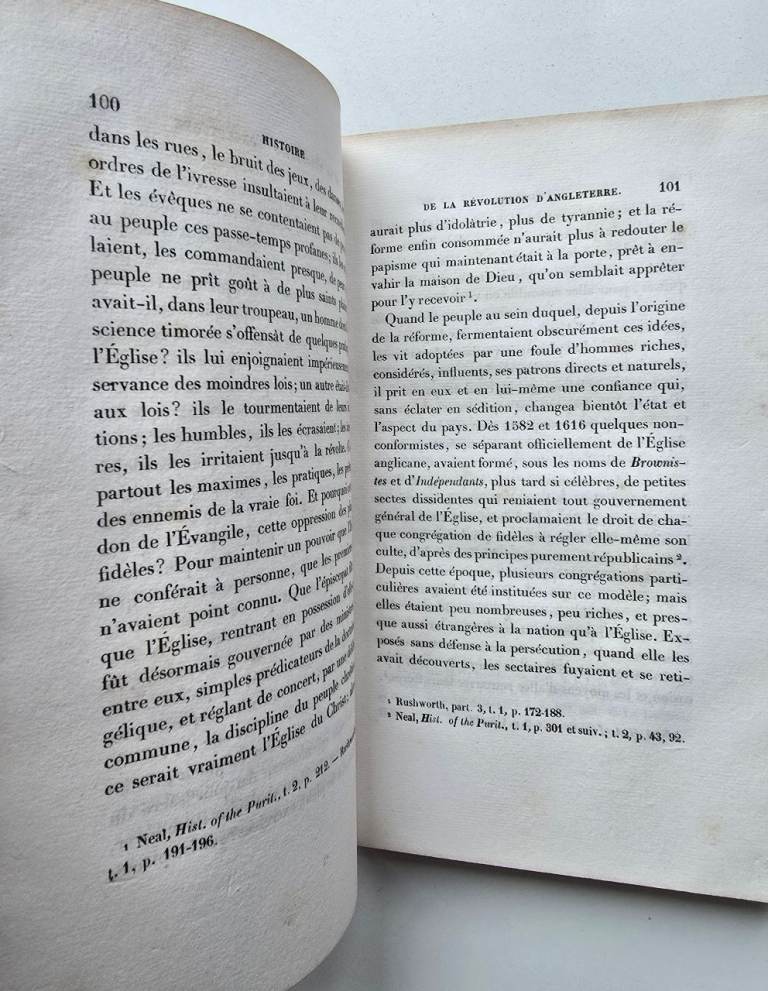 100
HISTOIRE
dans les rues, le bruit des jeux, des
ordres de l'ivresse insultaient à leur
Et les évêques ne se contentaient pas de
au peuple ces passe-temps profanes; ils les
laient, les commandaient presque, de peur
peuple ne prît goût à de plus saints
avait-il, dans leur troupeau, un homme dont
science timorée s'offensât de quelques
l'Église? ils lui enjoignaient impérieusement
servance des moindres lois; un autre
aux lois? ils le tourmentaient de leurs
tions; les humbles, ils les écrasaient; les
res, ils les irritaient jusqu'à la révolte.
partout les maximes, les pratiques, les
des ennemis de la vraie foi. Et pourquoi
don de l'Évangile, cette oppression des
fidèles? Pour maintenir un pouvoir que
ne conférait à personne, que les premiers
n'avaient point connu. Que l'épiscopat
que l'Église, rentrant en possession
fût désormais gouvernée par des ministres
entre eux, simples prédicateurs de la
gélique, et réglant de concert, par une
commune, la discipline du peuple
ce serait vraiment l'Église du Christ;
1 Neal, Hist. of the Purit., t. 2, p. 212. —
t. 1, p. 191-196.
DE LA RÉVOLUTION D'ANGLETERRE. 101
aurait plus d'idolâtrie, plus de tyrannie; et la ré-
forme enfin consommée n'aurait plus à redouter le
papisme qui maintenant était à la porte, prêt à en-
vahir la maison de Dieu, qu'on semblait apprêter
pour l'y recevoir 1.
Quand le peuple au sein duquel, depuis l'origine
de la réforme, fermentaient obscurément ces idées,
les vit adoptées par une foule d'hommes riches,
considérés, influents, ses patrons directs et naturels,
il prit en eux et en lui-même une confiance qui,
sans éclater en sédition, changea bientôt l'état et
l'aspect du pays. Dès 1582 et 1616 quelques non-
conformistes, se séparant officiellement de l'Église
anglicane, avaient formé, sous les noms de Brownis-
tes et d'Indépendants, plus tard si célèbres, de petites
sectes dissidentes qui reniaient tout gouvernement
général de l'Église, et proclamaient le droit de cha-
que congrégation de fidèles à régler elle-même son
culte, d'après des principes purement républicains 2.
Depuis cette époque, plusieurs congrégations parti-
culières avaient été instituées sur ce modèle; mais
elles étaient peu nombreuses, peu riches, et pres-
que aussi étrangères à la nation qu'à l'Église. Ex-
posés sans défense à la persécution, quand elle les
avait découverts, les sectaires fuyaient et se reti-
1 Rushworth, part. 3, t. 1, p. 172-188.
2 Neal, Hist. of the Purit., t. 1, p. 301 et suiv.; t. 2, p. 43, 92.